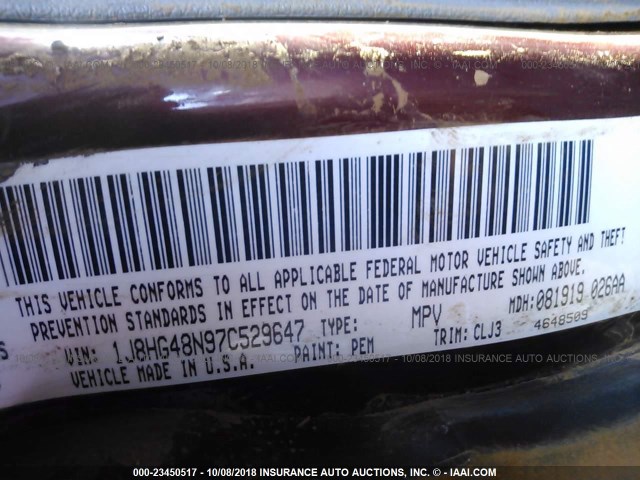 THIS VEHICLE CONFORMS TO ALL APPLICABLE FEDERAL MOTOR VEHICLE SAFETY AND THEFT
PREVENTION STANDARDS IN EFFECT ON THE DATE OF MANUFACTURE SHOWN ABOVE.
VIN: 1J8HG48N97C529647 TYPE: MPV MDH:081919 026AA
VEHICLE MADE IN U.S.A. PAINT: PEM TRIM: CLJ3 4648509
000-23450517 - 10/08/2018 INSURANCE AUTO AUCTIONS, INC. - © - IAAI.COM